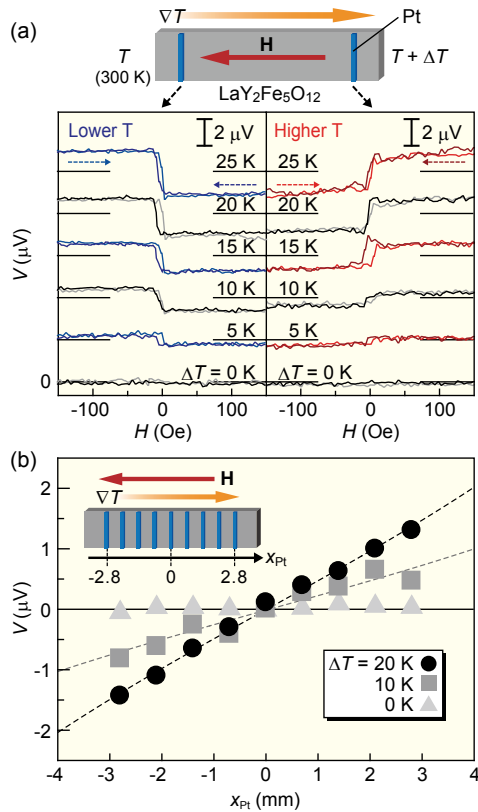 (a)
∇T
Pt
T
(300 K)
H
T + ΔT
LaY₂Fe₅O₁₂
Lower T
2 μV
Higher T
2 μV
25 K
25 K
20 K
20 K
15 K
15 K
10 K
10 K
5 K
5 K
ΔT = 0 K
ΔT = 0 K
V (μV)
0
-100
0
100
-100
0
100
H (Oe)
H (Oe)
(b)
H
∇T
x_Pt
-2.8
0
2.8
2
1
0
-1
-2
V (μV)
ΔT = 20 K
10 K
0 K
-4
-3
-2
-1
0
1
2
3
4
x_Pt (mm)